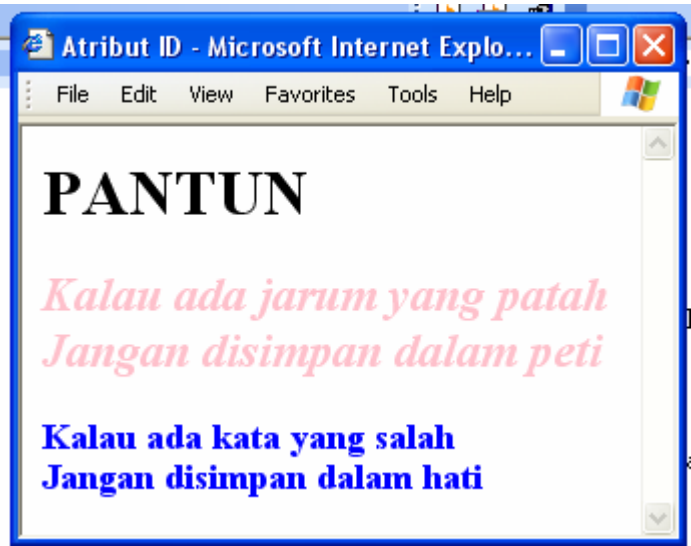 Atribut ID - Microsoft Internet Explo...
File Edit View Favorites Tools Help
PANTUN
Kalau ada jarum yang patah
Jangan disimpan dalam peti
Kalau ada kata yang salah
Jangan disimpan dalam hati